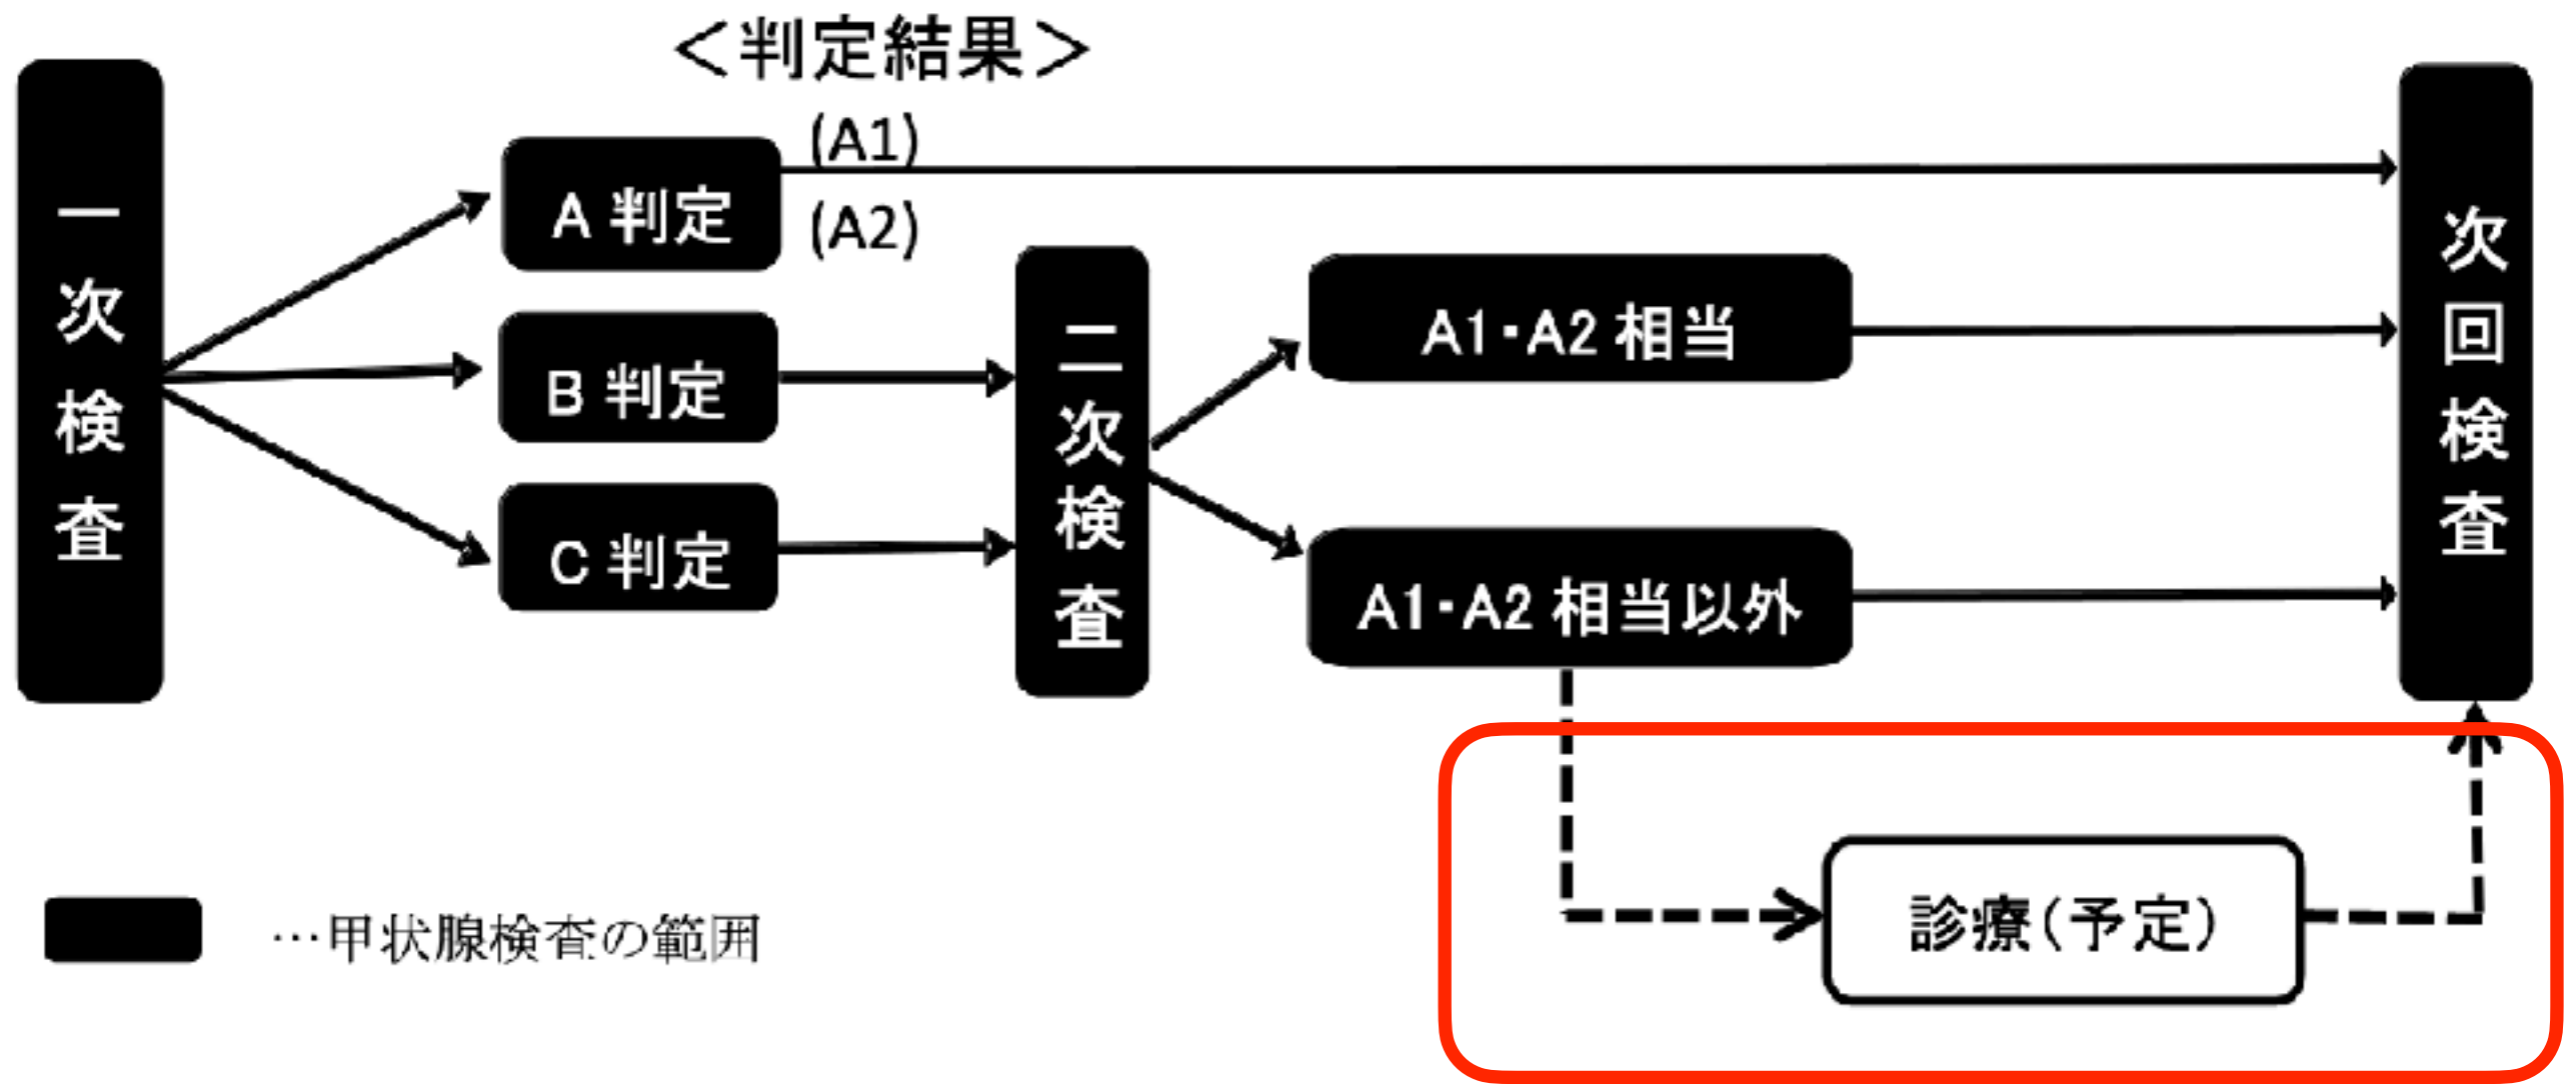 ＜判定結果＞
一次検査
A 判定
(A1)
(A2)
B 判定
C 判定
二次検査
A1・A2 相当
A1・A2 相当以外
次回検査
診療(予定)
…甲状腺検査の範囲